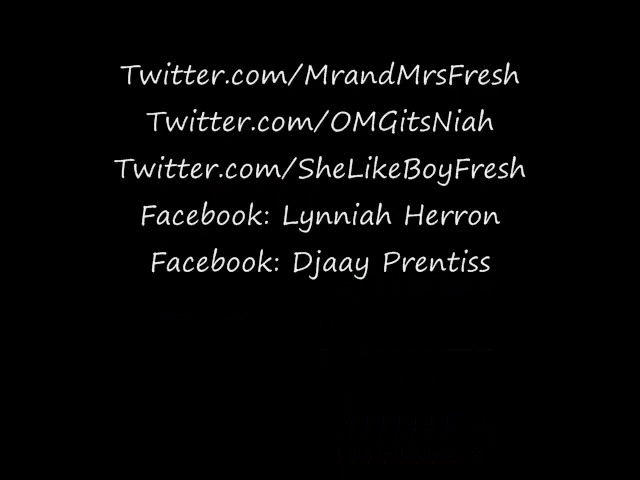 Twitter.com/MrandMrsFresh
Twitter.com/OMGitsNiah
Twitter.com/SheLikeBoyFresh
Facebook: Lynniah Herron
Facebook: Djaay Prentiss